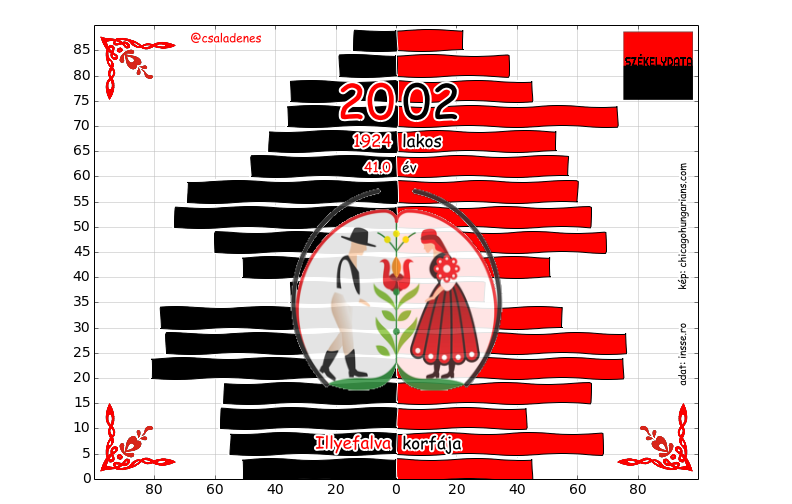 @csaladenes
SZÉKELYDATA
2002
1924 lakos
41,0 év
kép: chicagohungarians.com
adat: insse.ro
Illyefalva korfája
85
80
75
70
65
60
55
50
45
40
35
30
25
20
15
10
5
0
80 60 40 20 0 20 40 60 80